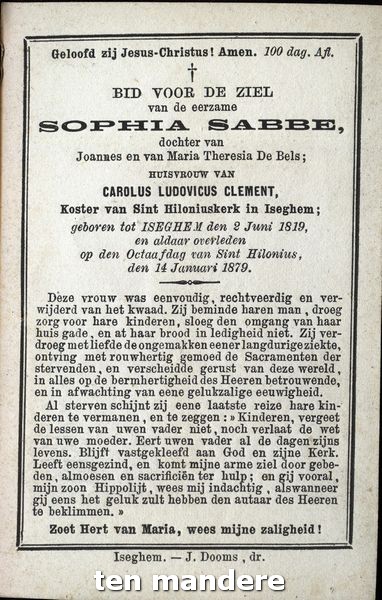 Geloofd zij Jesus-Christus! Amen. 100 dag. Afl.
†
BID VOOR DE ZIEL
van de eerzame
SOPHIA SABBE,
dochter van
Joannes en van Maria Theresia De Bels;
HUISVROUW VAN
CAROLUS LUDOVICUS CLEMENT,
Koster van Sint Hiloniuskerk in Iseghem;
geboren tot ISEGHEM den 2 Juni 1819,
en aldaar overleden
op den Octaafdag van Sint Hilonius,
den 14 Januari 1879.
Deze vrouw was eenvoudig, rechtveerdig en ver-
wijderd van het kwaad. Zij beminde haren man, droeg
zorg voor hare kinderen, sloeg den omgang van haar
huis gade, en at haar brood in ledigheid niet. Zij ver-
droeg met liefde de ongemakken eener langdurige ziekte,
ontving met rouwhertig gemoed de Sacramenten der
stervenden, en verscheidde gerust van deze wereld,
in alles op de bermhertigheid des Heeren betrouwende,
en in afwachting van eene gelukzalige eeuwigheid.
Al sterven schijnt zij eene laatste reize hare kin-
deren te vermanen, en te zeggen: » Kinderen, vergeet
de lessen van uwen vader niet, noch verlaat de wet
van uwe moeder. Eert uwen vader al de dagen zijns
levens. Blijft vastgekleefd aan God en zijne Kerk.
Leeft eensgezind, en komt mijne arme ziel door gebe-
den, almoesen en sacrificiën ter hulp; en gij vooral,
mijn zoon Hippolijt, wees mij indachtig, alswanneer
gij eens het geluk zult hebben den autaar des Heeren
te beklimmen. »
Zoet Hert van Maria, wees mijne zaligheid!
Iseghem. — J. Dooms, dr.
ten mandere